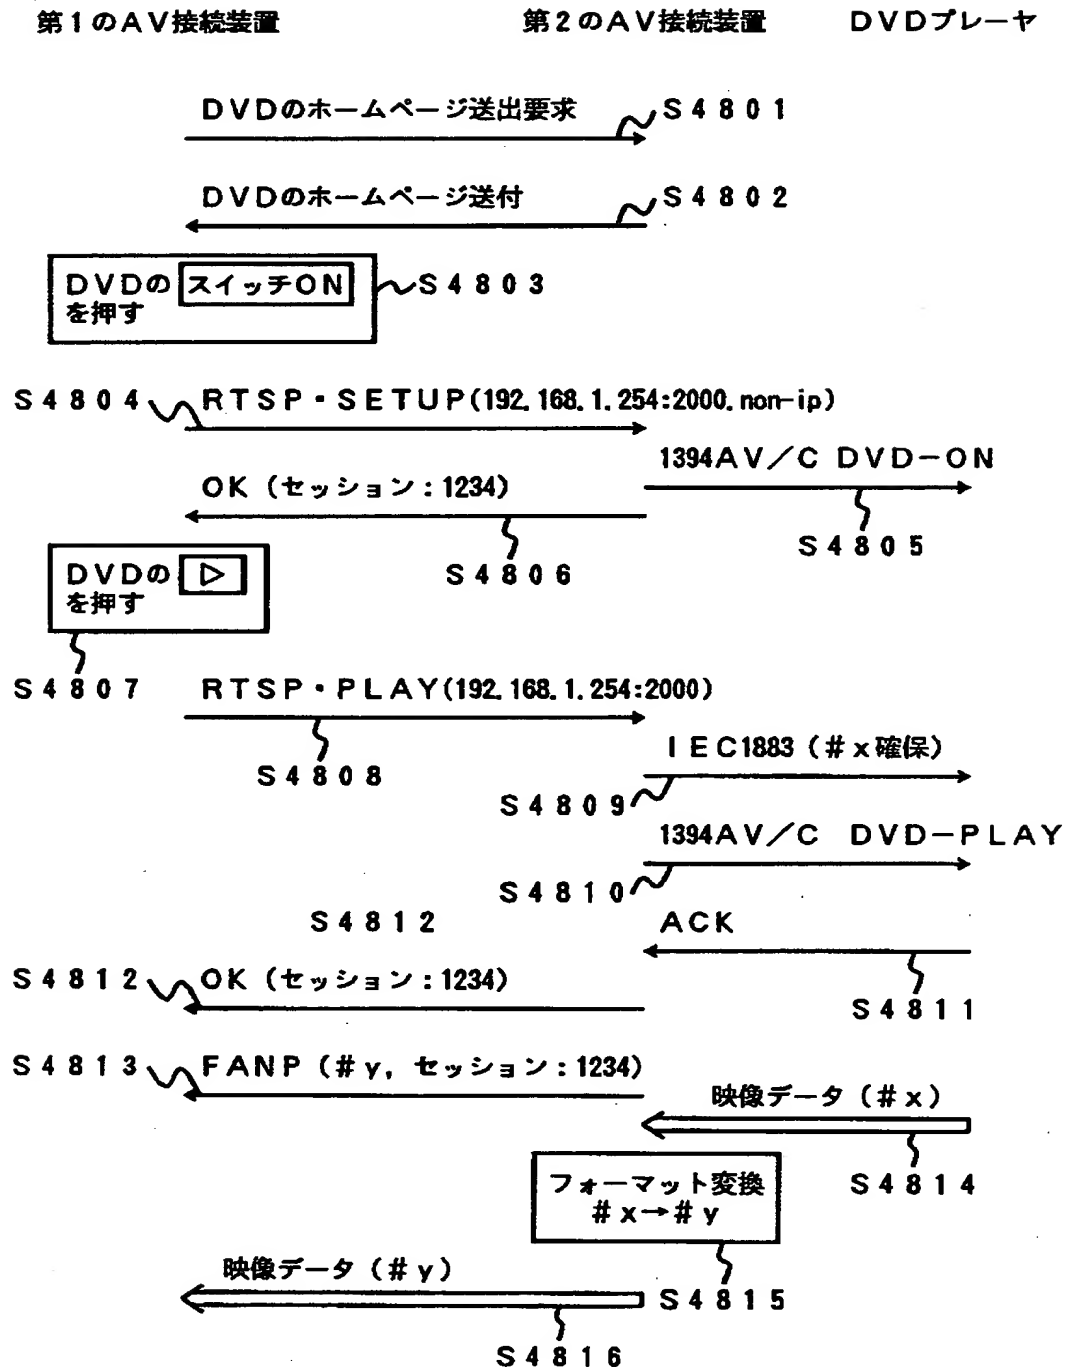 第1のAV接続装置 第2のAV接続装置 DVDプレーヤ
DVDのホームページ送出要求 S4801
DVDのホームページ送付 S4802
DVDの スイッチON
を押す
S4803
S4804 RTSP・SETUP(192.168.1.254:2000.non-ip)
1394AV/C DVD-ON
OK(セッション:1234)
S4805
S4806
DVDの ▷
を押す
S4807 RTSP・PLAY(192.168.1.254:2000)
S4808
IEC1883(#x確保)
S4809
1394AV/C DVD-PLAY
S4810
S4812
ACK
S4812 OK(セッション:1234)
S4811
S4813 FANP(#y, セッション:1234)
映像データ(#x)
フォーマット変換
#x→#y
S4814
映像データ(#y)
S4815
S4816